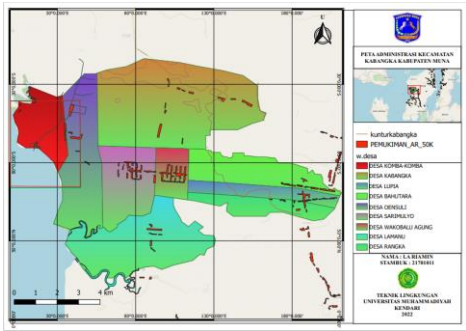 U
PETA ADMINISTRASI KECAMATAN
KABANGKA KABUPATEN MUNA
kunturkabangka
PEMUKIMAN_AR_50K
w.desa
DESA KOMBA-KOMBA
DESA KABANGKA
DESA LUPIA
DESA BAHUTARA
DESA OENSULI
DESA SARIMULYO
DESA WAKOBALU AGUNG
DESA LAMANU
DESA RANGKA
0 1 2 3 4 km
NAMA : LA RIAMIN
STAMBUK : 21701011
TEKNIK LINGKUNGAN
UNIVERSITAS MUHAMMADIYAH
KENDARI
2022